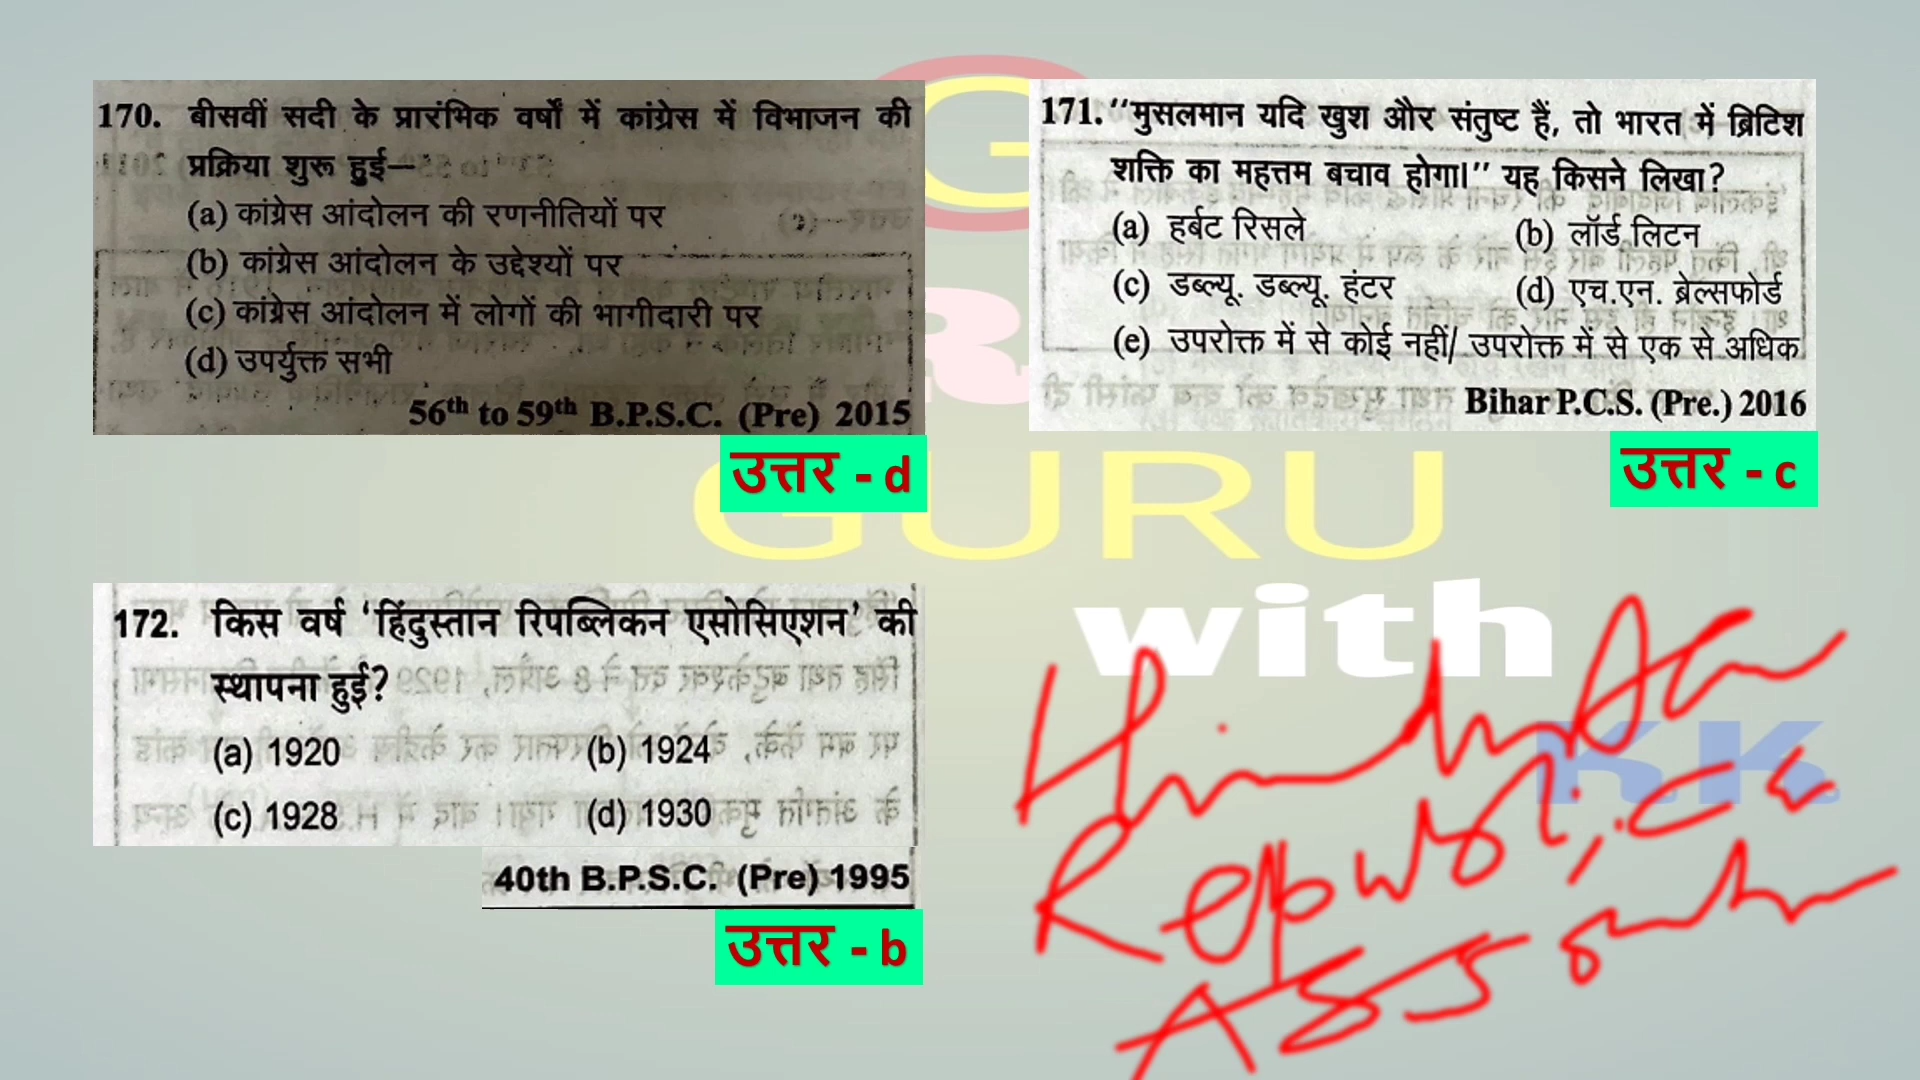 170. बीसवीं सदी के प्रारंभिक वर्षों में कांग्रेस में विभाजन की
प्रक्रिया शुरू हुई—
(a) कांग्रेस आंदोलन की रणनीतियों पर
(b) कांग्रेस आंदोलन के उद्देश्यों पर
(c) कांग्रेस आंदोलन में लोगों की भागीदारी पर
(d) उपर्युक्त सभी
56th to 59th B.P.S.C. (Pre) 2015
उत्तर - d
171. "मुसलमान यदि खुश और संतुष्ट हैं, तो भारत में ब्रिटिश
शक्ति का महत्तम बचाव होगा।" यह किसने लिखा?
(a) हर्बट रिसले (b) लॉर्ड लिटन
(c) डब्ल्यू. डब्ल्यू. हंटर (d) एच.एन. ब्रेल्सफोर्ड
(e) उपरोक्त में से कोई नहीं/ उपरोक्त में से एक से अधिक
Bihar P.C.S. (Pre.) 2016
उत्तर - c
172. किस वर्ष 'हिंदुस्तान रिपब्लिकन एसोसिएशन' की
स्थापना हुई?
(a) 1920 (b) 1924
(c) 1928 (d) 1930
40th B.P.S.C. (Pre) 1995
उत्तर - b
G
R
GURU
with
KK